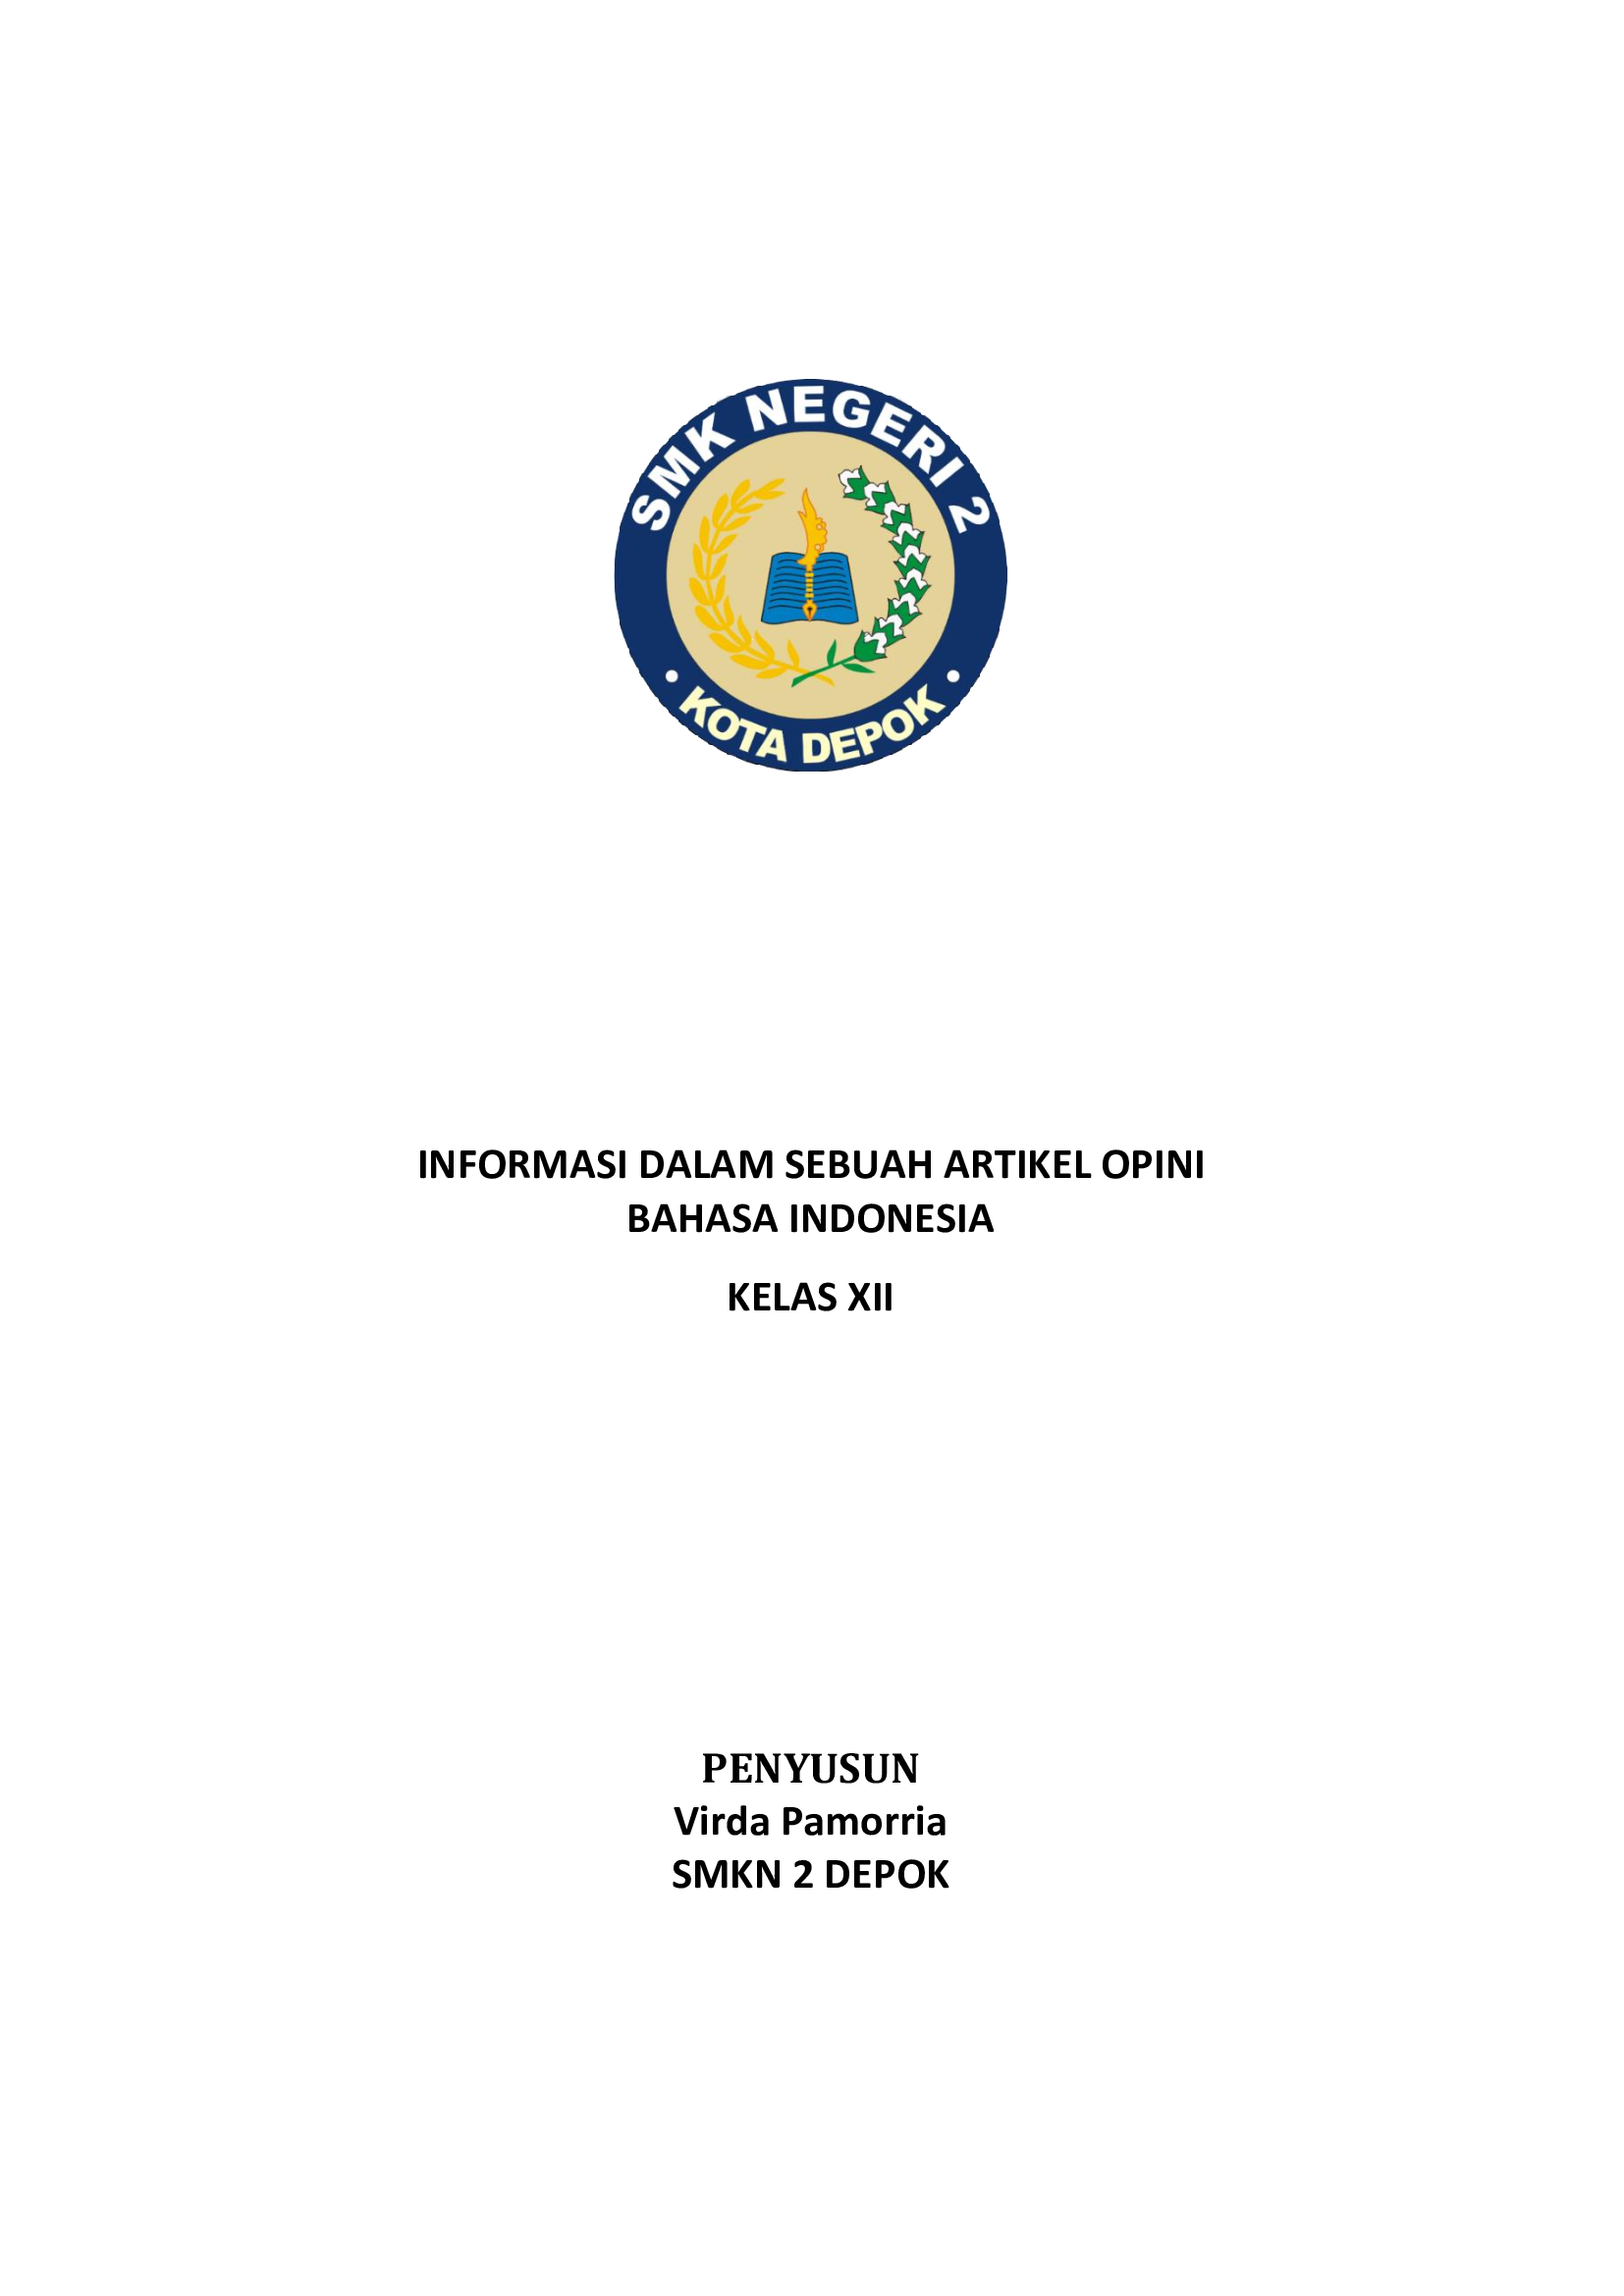 SMK NEGERI 2
KOTA DEPOK
INFORMASI DALAM SEBUAH ARTIKEL OPINI
BAHASA INDONESIA
KELAS XII
PENYUSUN
Virda Pamorria
SMKN 2 DEPOK